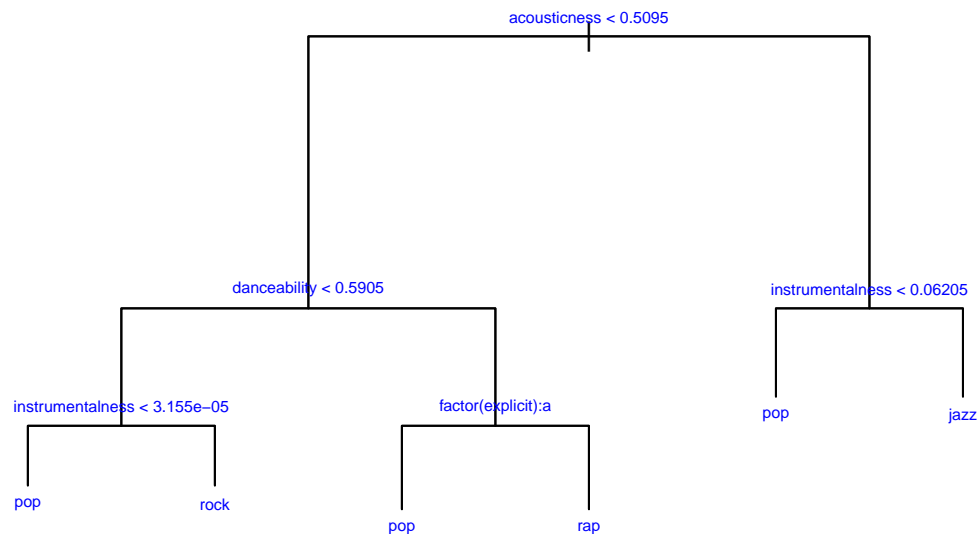 acousticness < 0.5095
danceability < 0.5905
instrumentalness < 0.06205
instrumentalness < 3.155e−05
factor(explicit):a
pop
jazz
pop
rock
pop
rap